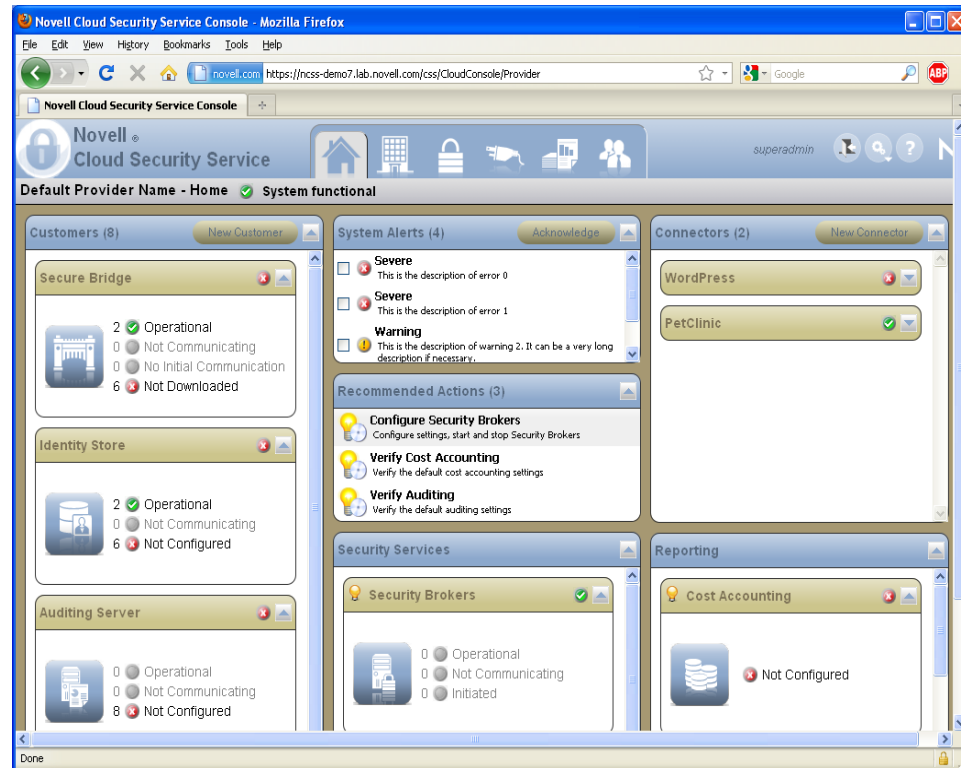 Novell Cloud Security Service Console - Mozilla Firefox
File Edit View History Bookmarks Tools Help
novell.com https://ncss-demo7.lab.novell.com/css/CloudConsole/Provider
Google
ABP
Novell Cloud Security Service Console
Novell ®
Cloud Security Service
superadmin
?
N
Default Provider Name - Home System functional
Customers (8)
New Customer
Secure Bridge
2 Operational
0 Not Communicating
0 No Initial Communication
6 Not Downloaded
Identity Store
2 Operational
0 Not Communicating
6 Not Configured
Auditing Server
0 Operational
0 Not Communicating
8 Not Configured
System Alerts (4)
Acknowledge
Severe
This is the description of error 0
Severe
This is the description of error 1
Warning
This is the description of warning 2. It can be a very long
description if necessary.
Recommended Actions (3)
Configure Security Brokers
Configure settings, start and stop Security Brokers
Verify Cost Accounting
Verify the default cost accounting settings
Verify Auditing
Verify the default auditing settings
Security Services
Security Brokers
0 Operational
0 Not Communicating
0 Initiated
Connectors (2)
New Connector
WordPress
PetClinic
Reporting
Cost Accounting
Not Configured
Done